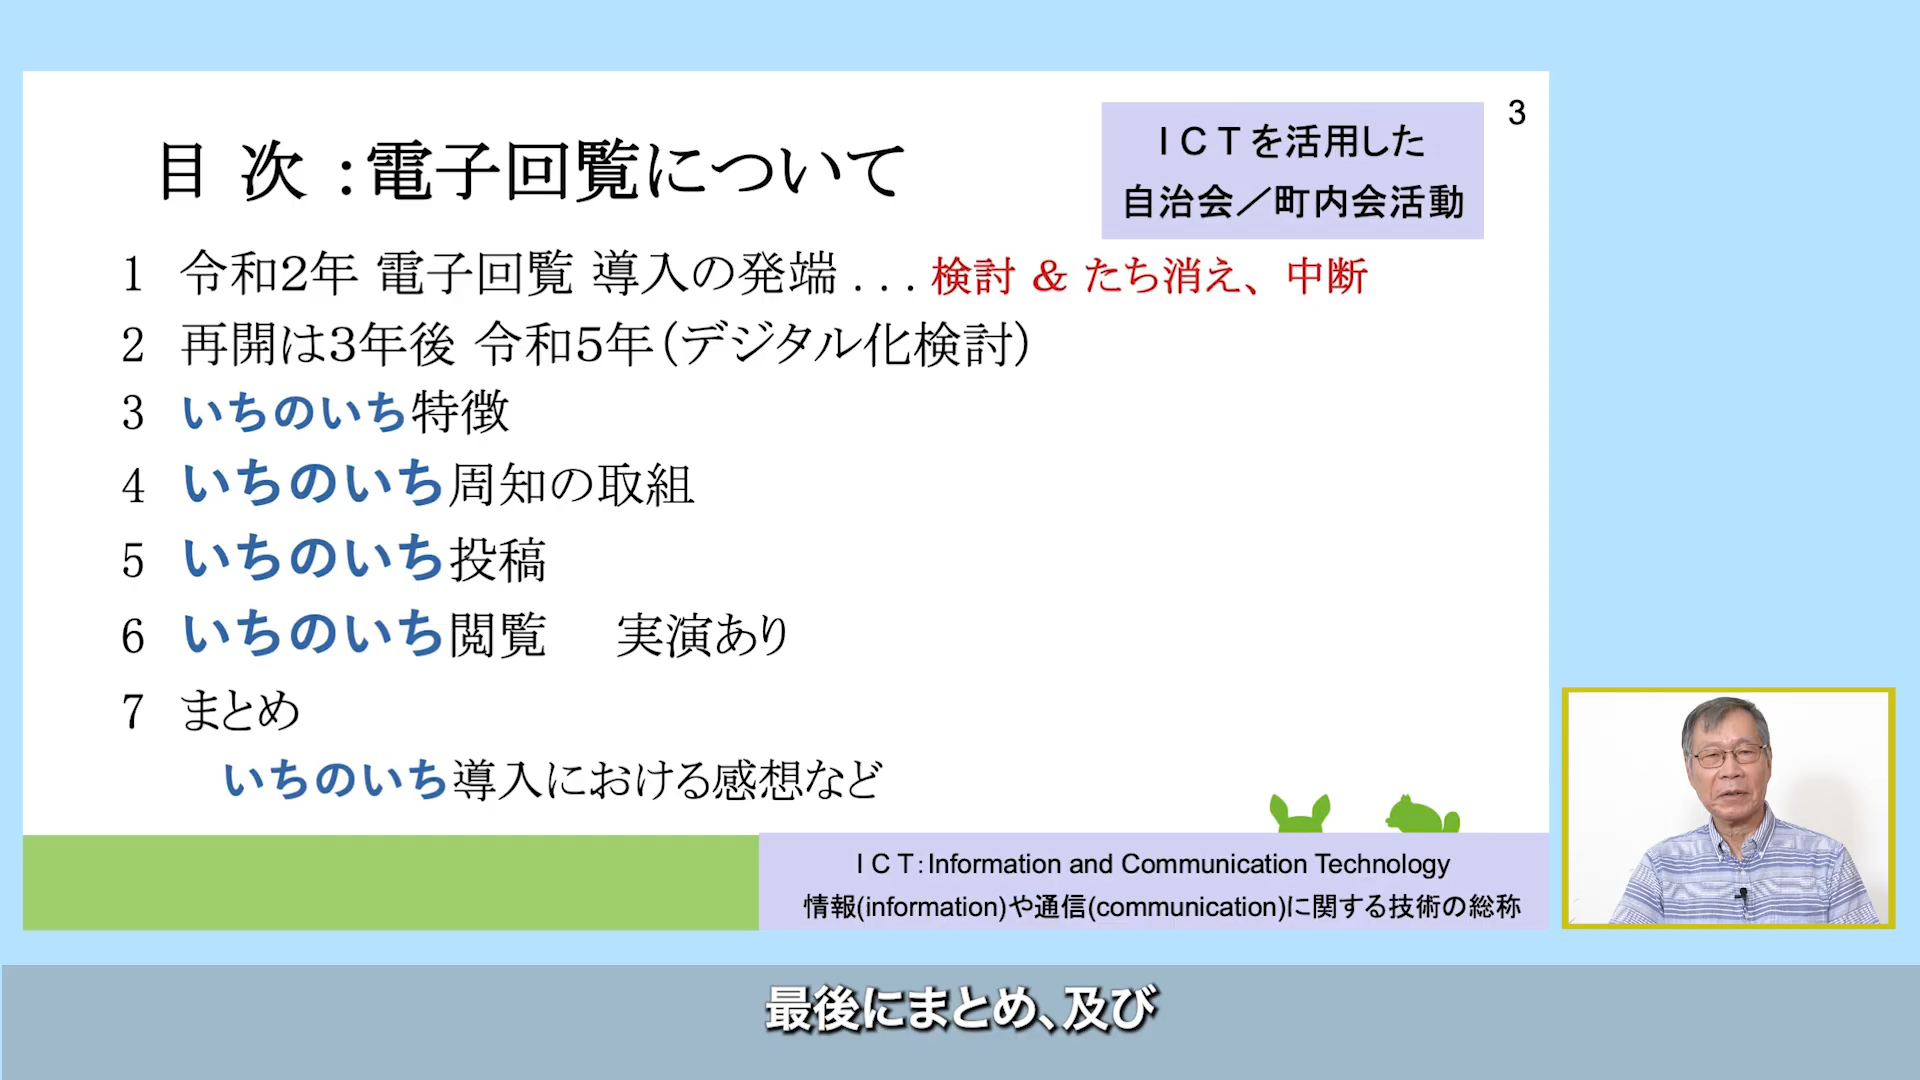 3
ＩＣＴを活用した
自治会／町内会活動
目 次 ：電子回覧について
1 令和2年 電子回覧 導入の発端 ... 検討 & たち消え、中断
2 再開は3年後 令和5年（デジタル化検討）
3 いちのいち特徴
4 いちのいち周知の取組
5 いちのいち投稿
6 いちのいち閲覧　実演あり
7 まとめ
いちのいち導入における感想など
ＩＣＴ：Information and Communication Technology
情報(information)や通信(communication)に関する技術の総称
最後にまとめ、及び